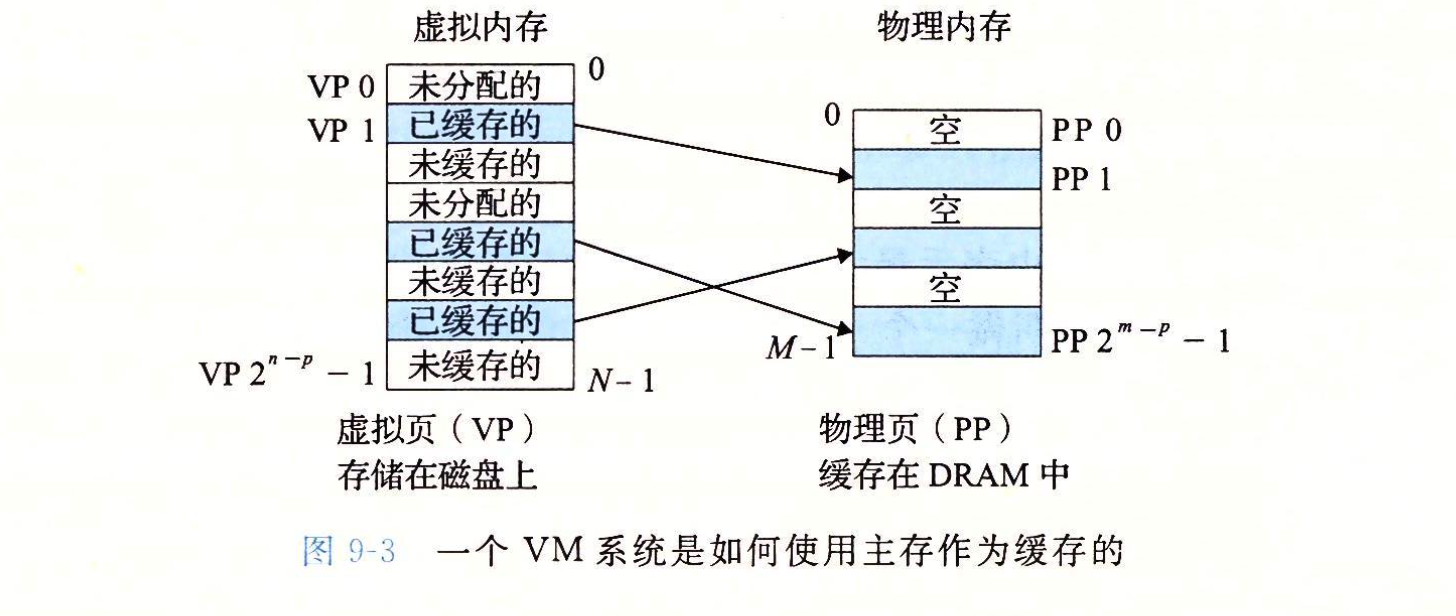 虚拟内存 物理内存
VP 0 未分配的 0
VP 1 已缓存的 0 空 PP 0
未缓存的 PP 1
未分配的 空
已缓存的
未缓存的 空
已缓存的
VP 2ⁿ⁻ᵖ − 1 未缓存的 N−1 M−1 PP 2ᵐ⁻ᵖ − 1
虚拟页（VP） 物理页（PP）
存储在磁盘上 缓存在 DRAM 中
图 9-3 一个 VM 系统是如何使用主存作为缓存的